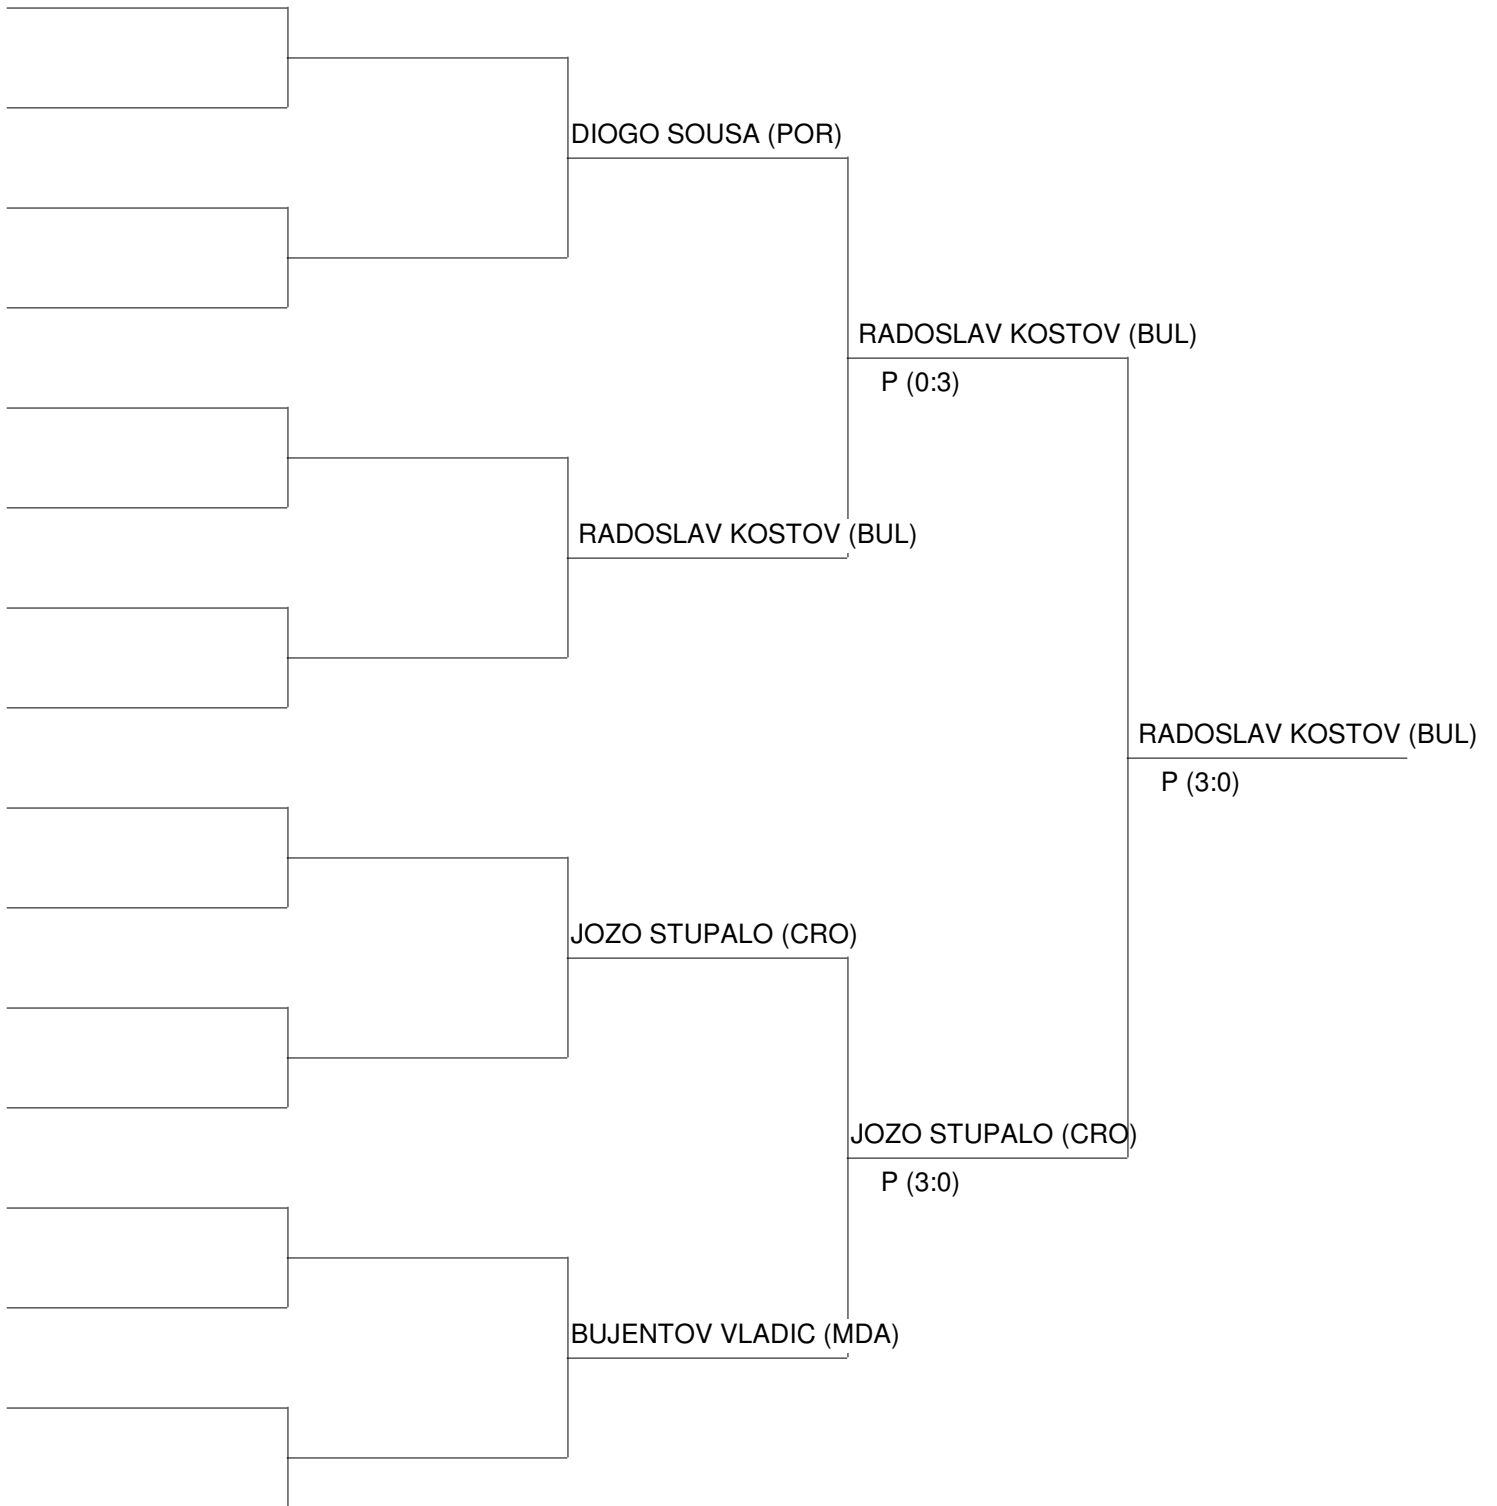 DIOGO SOUSA (POR)
RADOSLAV KOSTOV (BUL)
P (0:3)
RADOSLAV KOSTOV (BUL)
RADOSLAV KOSTOV (BUL)
P (3:0)
JOZO STUPALO (CRO)
JOZO STUPALO (CRO)
P (3:0)
BUJENTOV VLADIC (MDA)